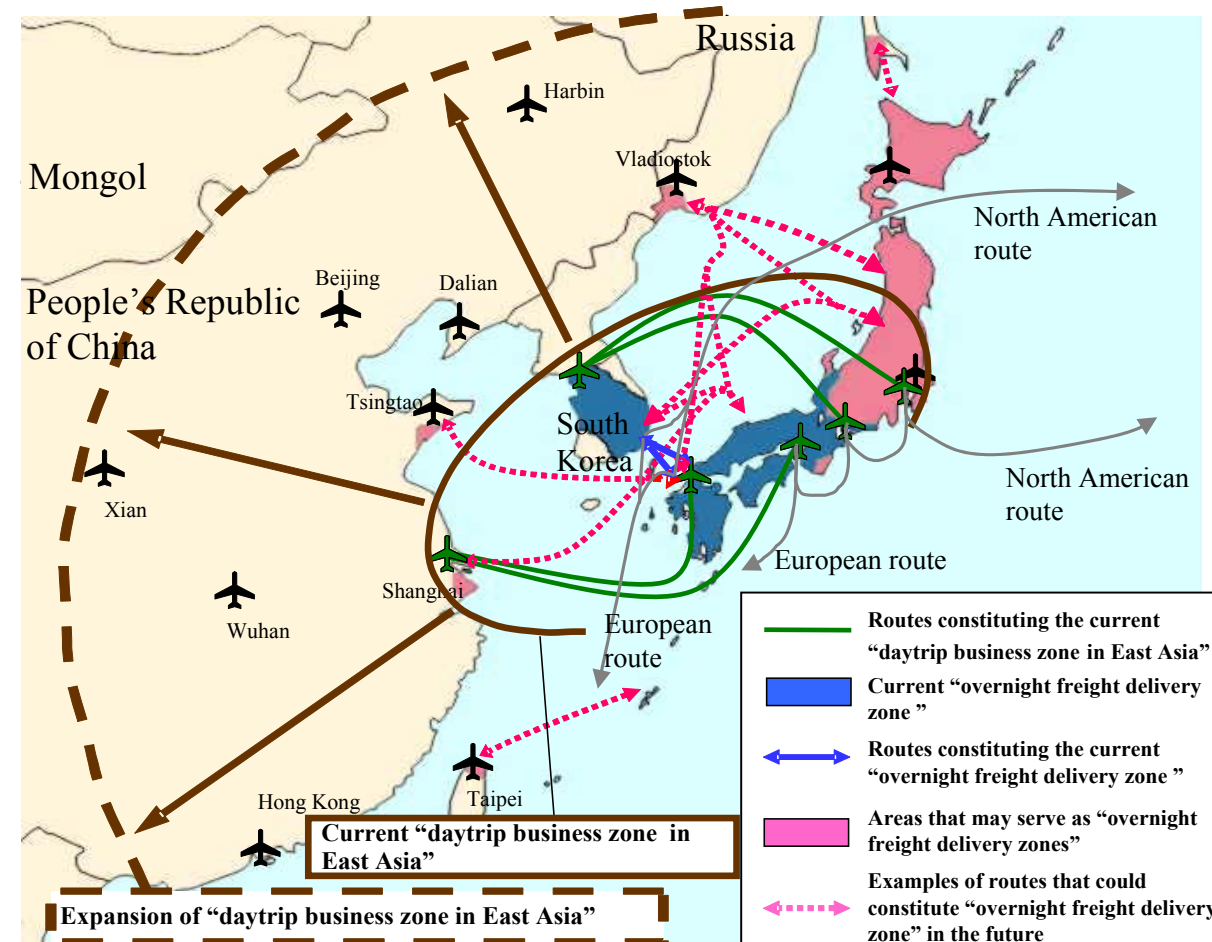 Russia
Harbin
Vladiostok
Mongol
North American
route
Beijing
Dalian
People’s Republic
of China
Tsingtao
South
Korea
Xian
North American
route
European route
Shanghai
Wuhan
European
route
Hong Kong
Taipei
Current “daytrip business zone in
East Asia”
Expansion of “daytrip business zone in East Asia”
Routes constituting the current
“daytrip business zone in East Asia”
Current “overnight freight delivery
zone ”
Routes constituting the current
“overnight freight delivery zone ”
Areas that may serve as “overnight
freight delivery zones”
Examples of routes that could
constitute “overnight freight delivery
zone” in the future